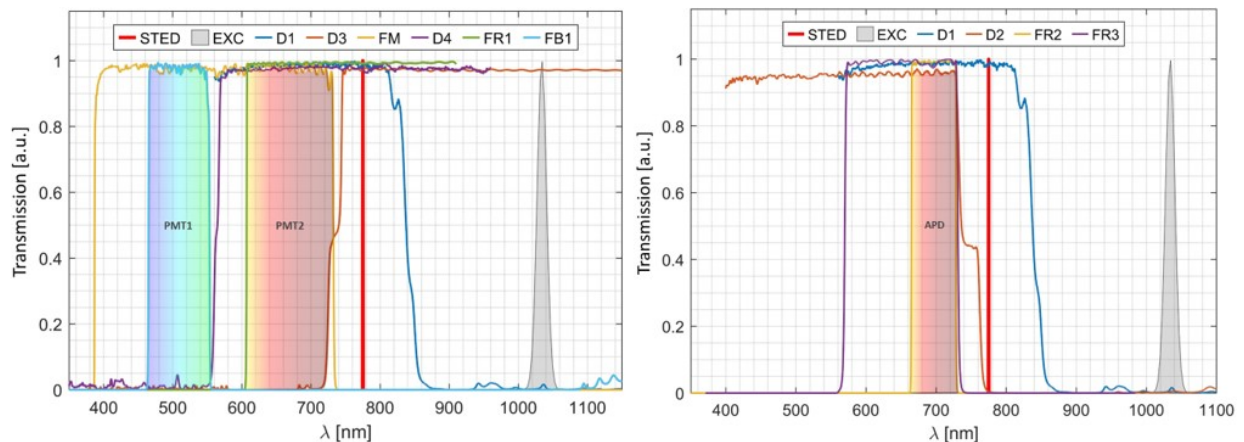 STED EXC D1 D3 FM D4 FR1 FB1
1
0.8
0.6
0.4
0.2
0
Transmission [a.u.]
PMT1
PMT2
400 500 600 700 800 900 1000 1100
λ [nm]
STED EXC D1 D2 FR2 FR3
1
0.8
0.6
0.4
0.2
0
Transmission [a.u.]
APD
400 500 600 700 800 900 1000 1100
λ [nm]